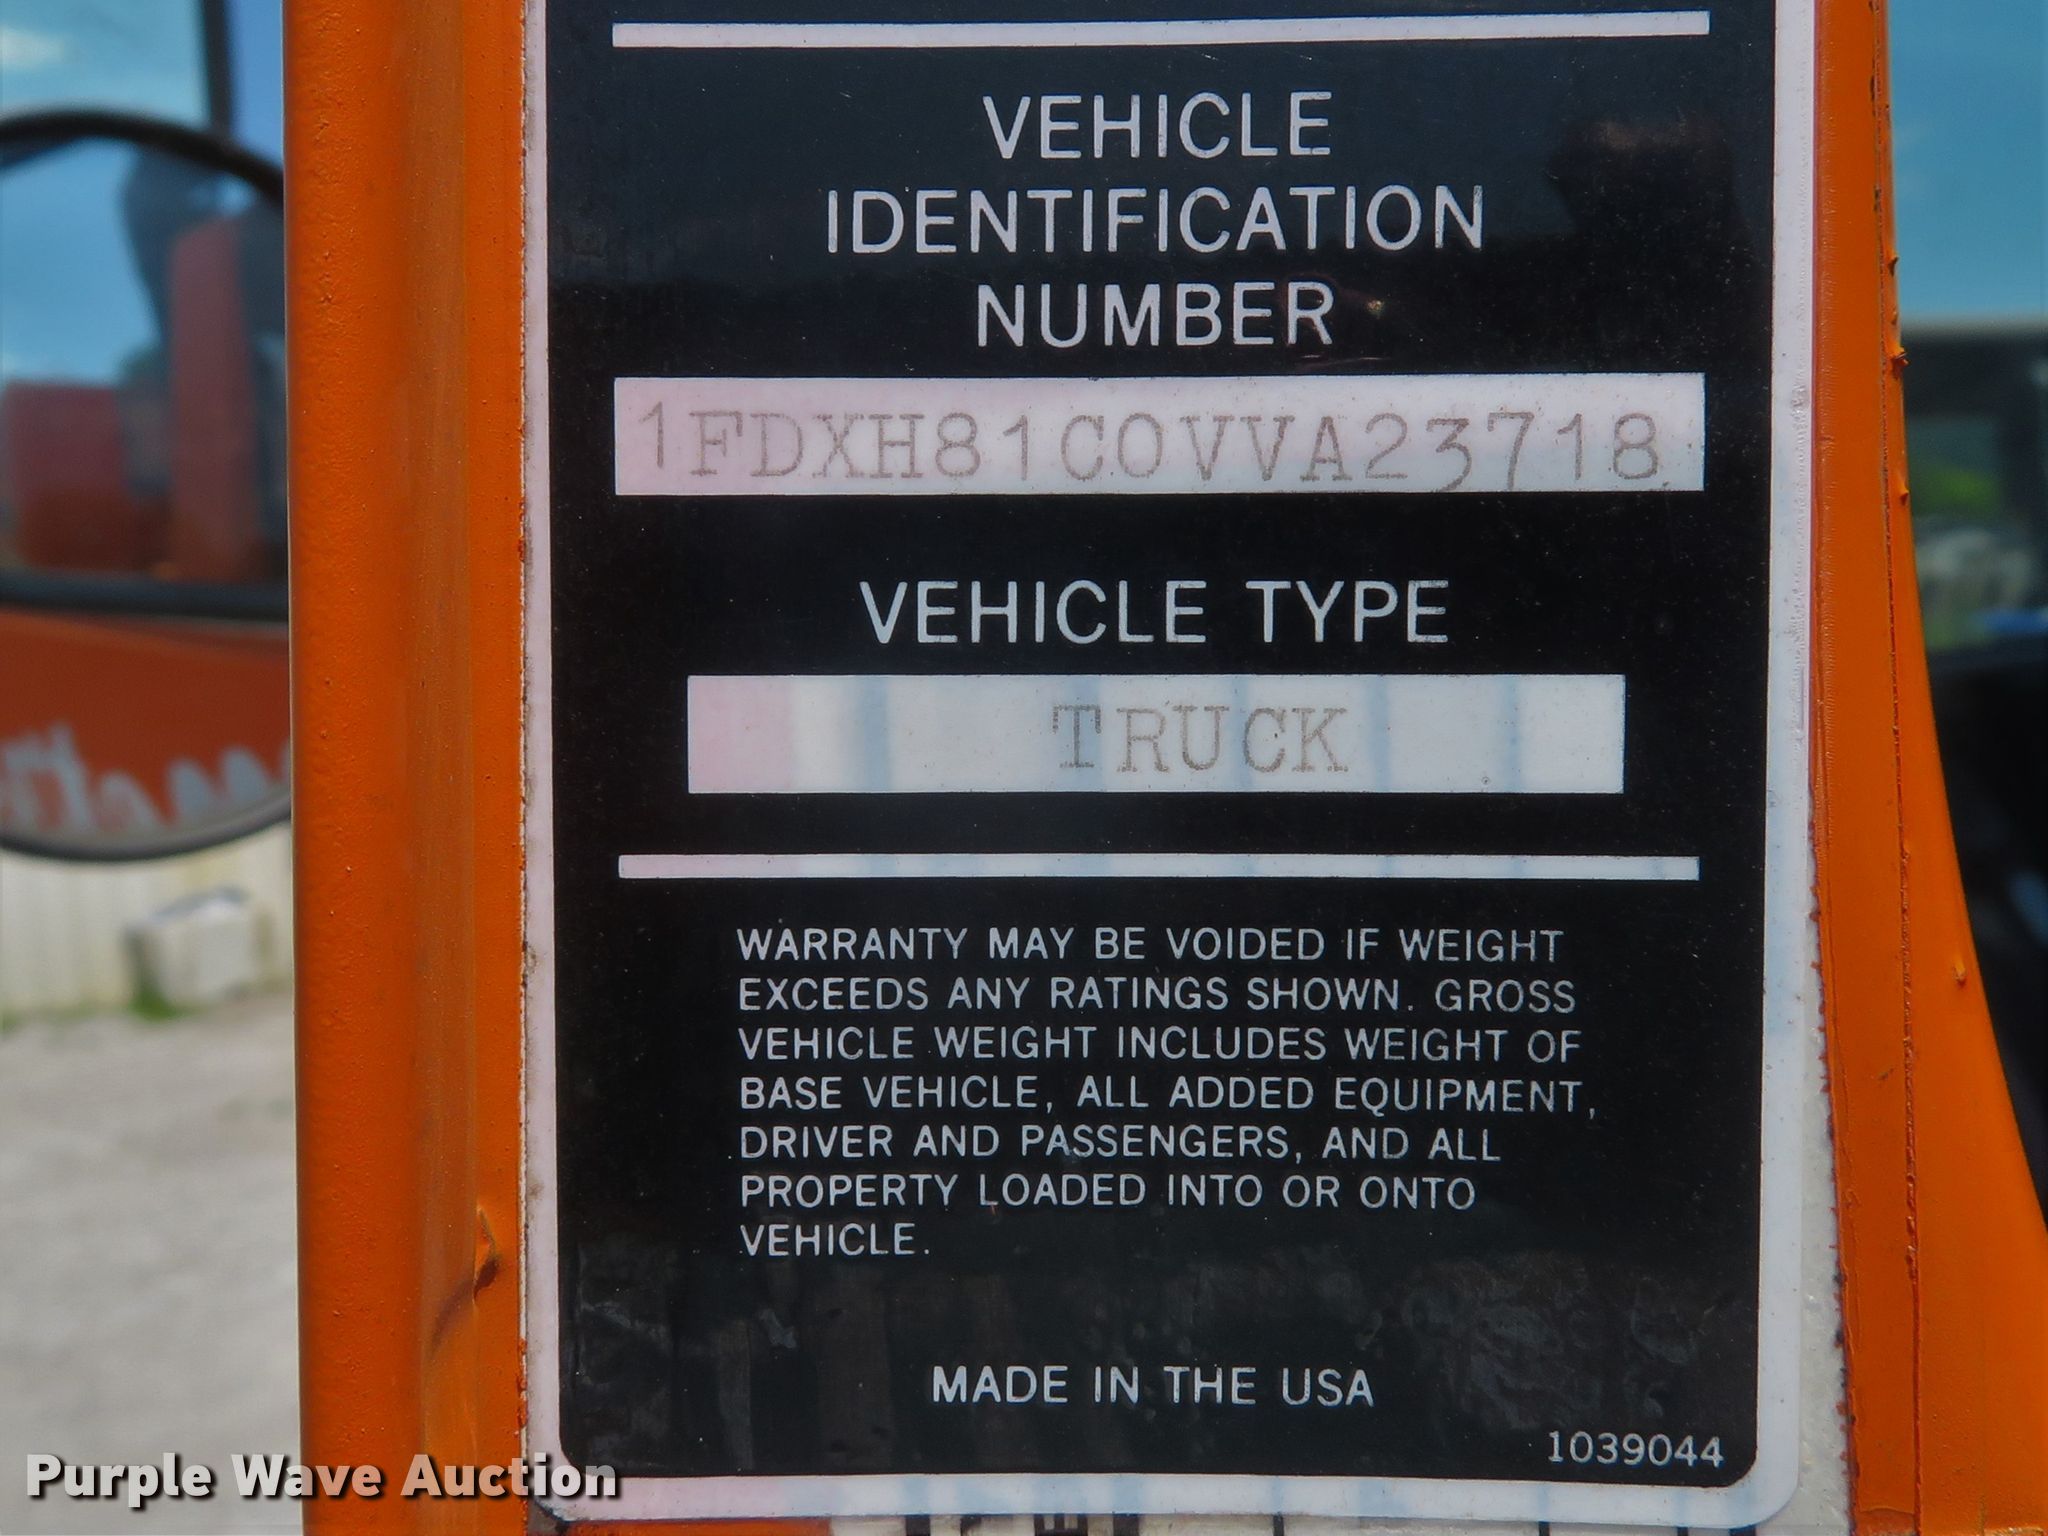 VEHICLE
IDENTIFICATION
NUMBER
1FDXH81C0VVA23718
VEHICLE TYPE
TRUCK
WARRANTY MAY BE VOIDED IF WEIGHT
EXCEEDS ANY RATINGS SHOWN. GROSS
VEHICLE WEIGHT INCLUDES WEIGHT OF
BASE VEHICLE, ALL ADDED EQUIPMENT,
DRIVER AND PASSENGERS, AND ALL
PROPERTY LOADED INTO OR ONTO
VEHICLE.
MADE IN THE USA
1039044
Purple Wave Auction